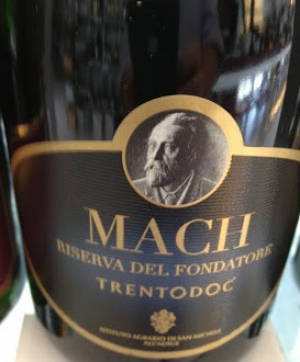 MACH
RISERVA DEL FONDATORE
TRENTODOC
ISTITUTO AGRARIO DI SAN MICHELE
ALL'ADIGE